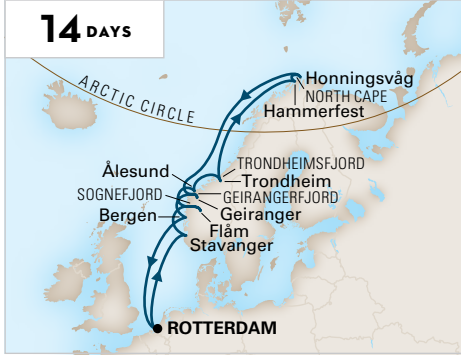 14 DAYS
ARCTIC CIRCLE
Honningsvåg
NORTH CAPE
Hammerfest
TRONDHEIMSFJORD
Ålesund
Trondheim
SOGNEFJORD
GEIRANGERFJORD
Bergen
Geiranger
Flåm
Stavanger
ROTTERDAM